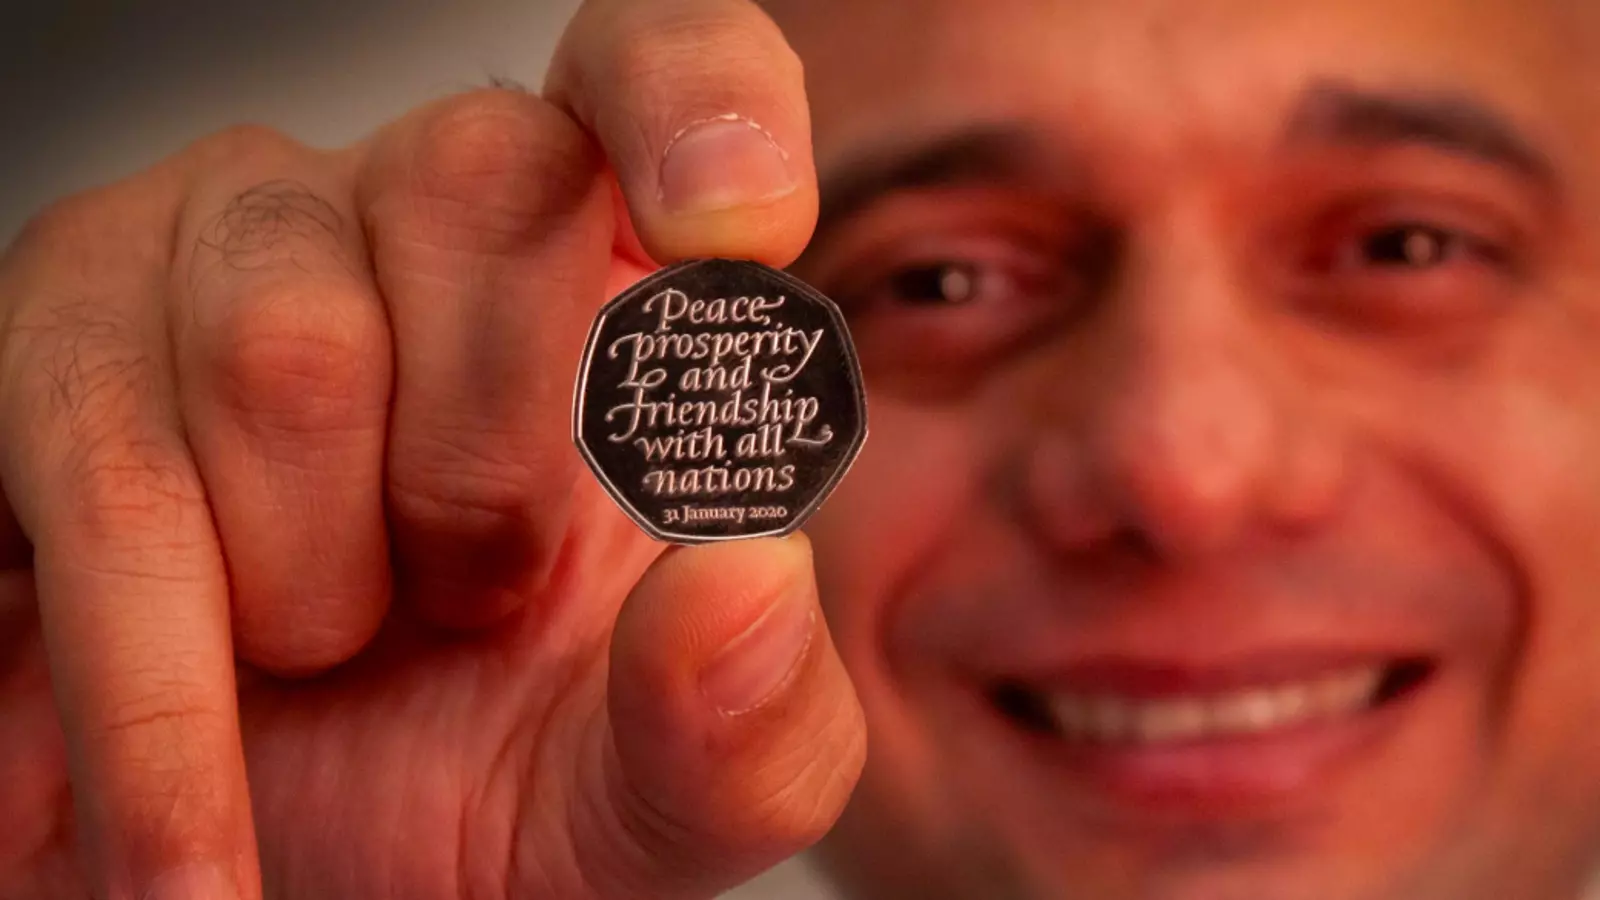 Peace,
prosperity
and
friendship
with all
nations
31 January 2020